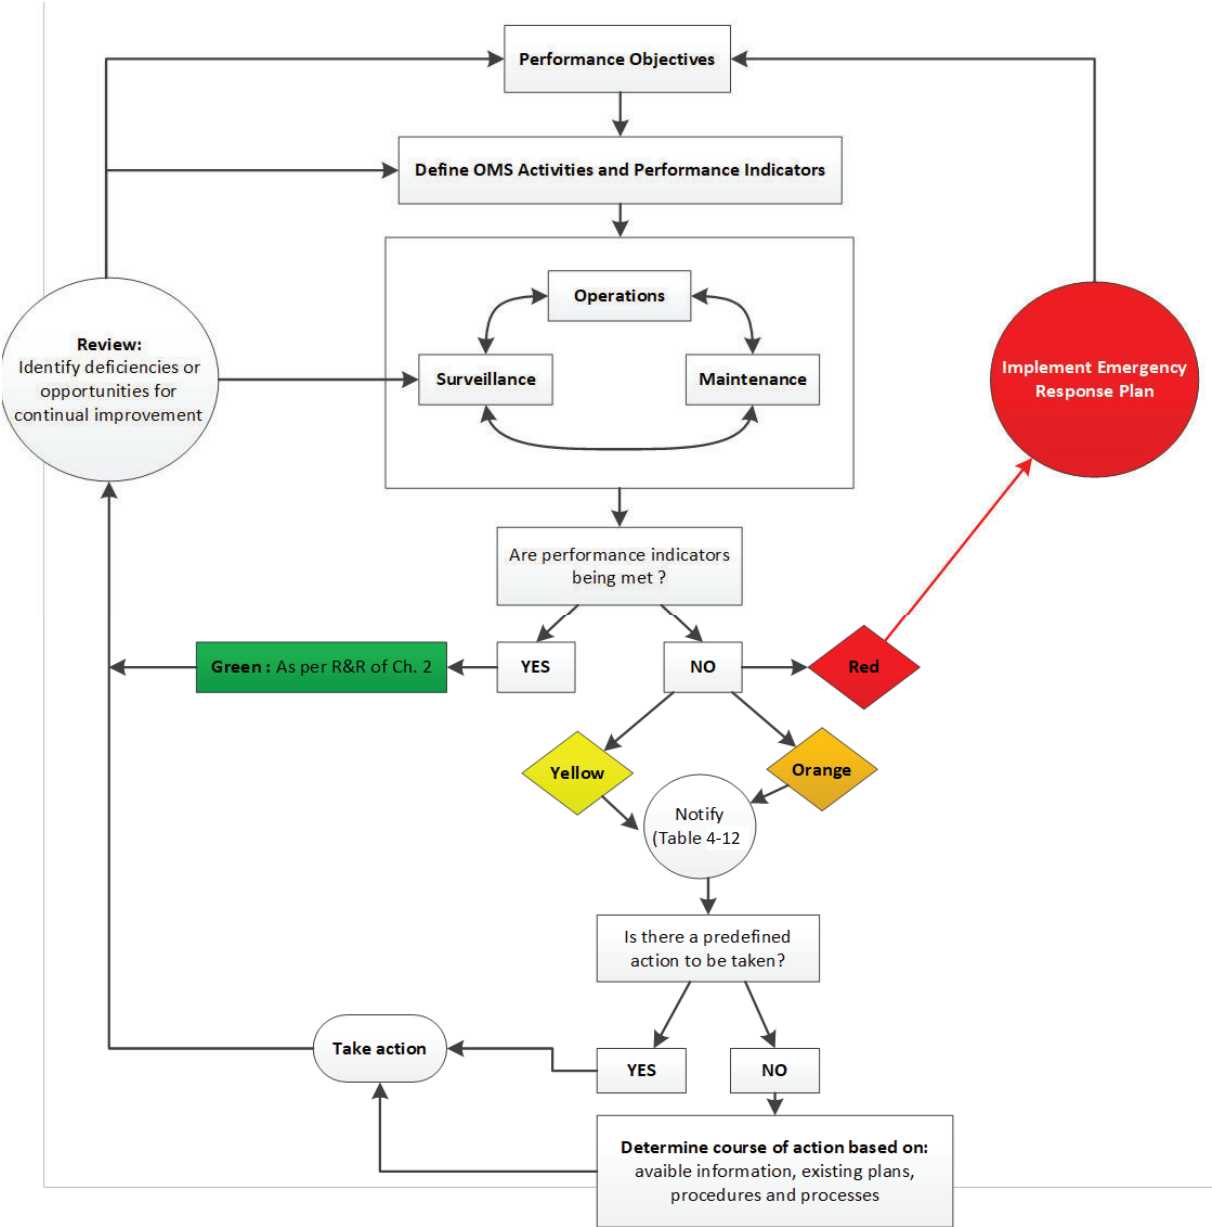 Performance Objectives
Define OMS Activities and Performance Indicators
Operations
Surveillance
Maintenance
Review:
Identify deficiencies or
opportunities for
continual improvement
Implement Emergency
Response Plan
Are performance indicators
being met ?
Green : As per R&R of Ch. 2
YES
NO
Red
Yellow
Orange
Notify
(Table 4-12
Is there a predefined
action to be taken?
Take action
YES
NO
Determine course of action based on:
avaible information, existing plans,
procedures and processes